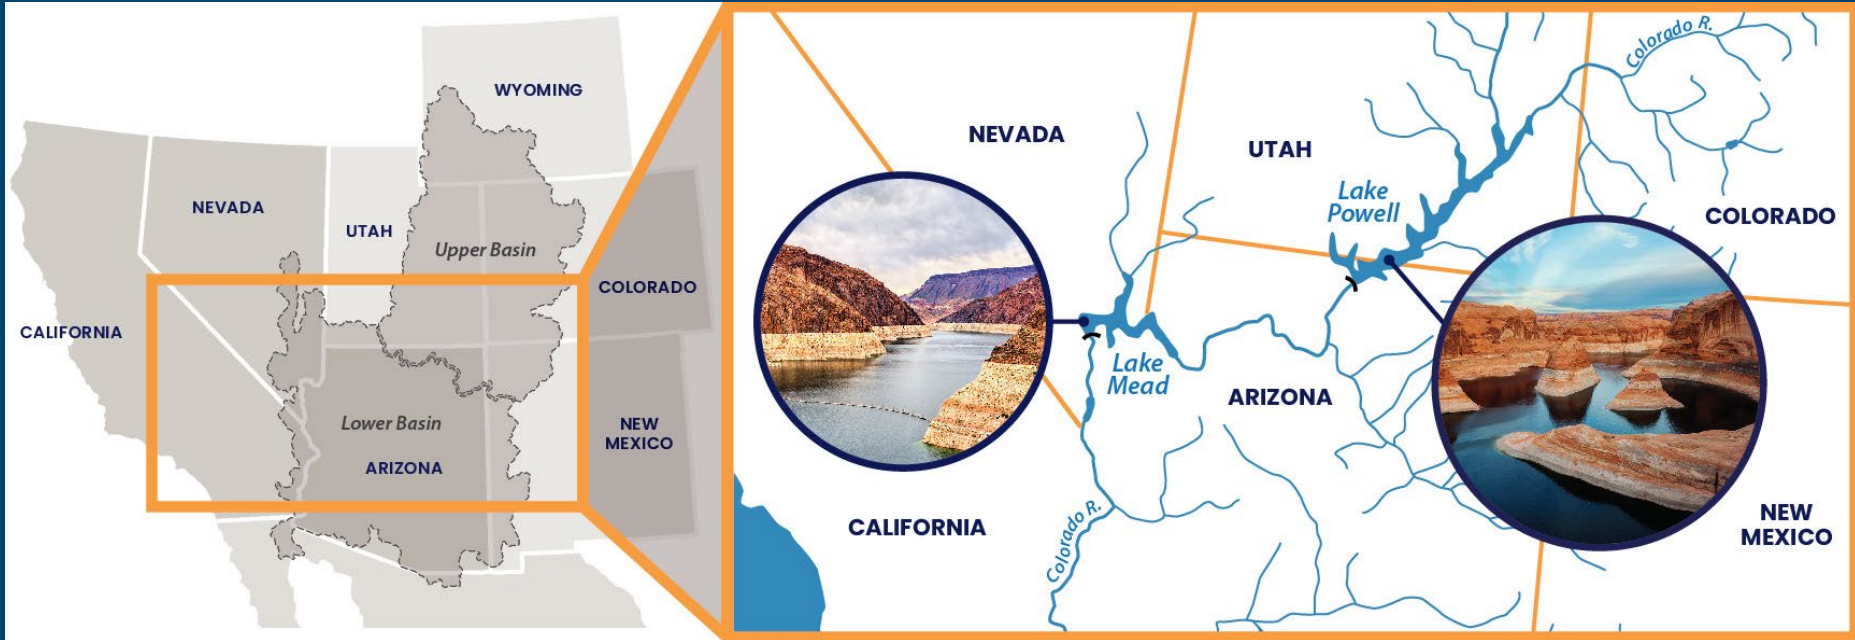 WYOMING
NEVADA
UTAH
Upper Basin
COLORADO
CALIFORNIA
Lower Basin
ARIZONA
NEW
MEXICO
Colorado R.
NEVADA
UTAH
Lake
Powell
COLORADO
Lake
Mead
ARIZONA
CALIFORNIA
Colorado R.
NEW
MEXICO